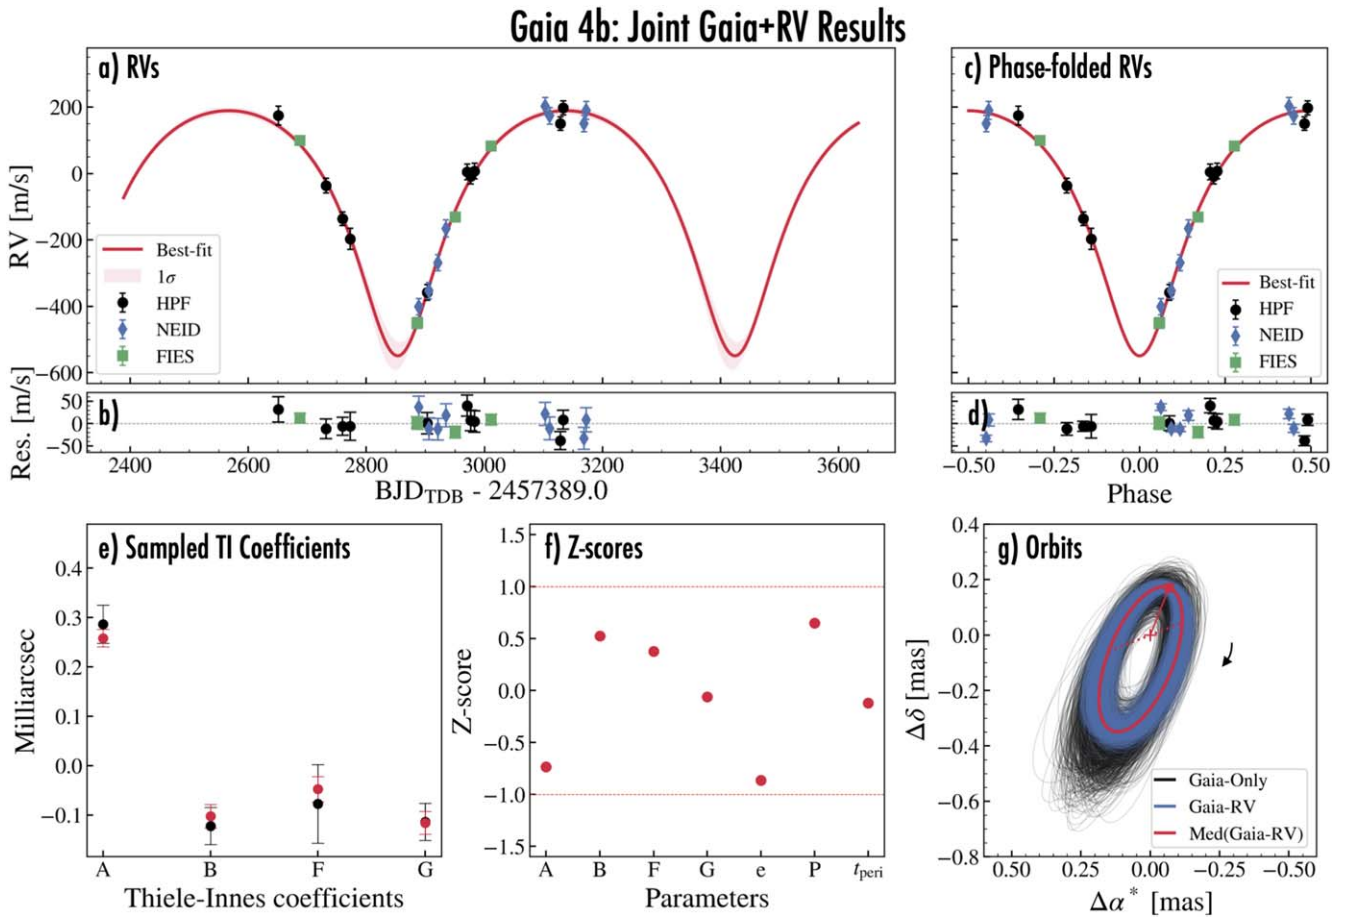 Gaia 4b: Joint Gaia+RV Results
a) RVs
c) Phase-folded RVs
RV [m/s]
200
0
−200
−400
−600
Best-fit
1σ
HPF
NEID
FIES
Best-fit
HPF
NEID
FIES
Res. [m/s]
50
0
−50
b)
d)
2400 2600 2800 3000 3200 3400 3600
BJD_TDB - 2457389.0
−0.50 −0.25 0.00 0.25 0.50
Phase
e) Sampled TI Coefficients
Milliarcsec
0.4
0.3
0.2
0.1
0.0
−0.1
A B F G
Thiele-Innes coefficients
f) Z-scores
Z-score
1.5
1.0
0.5
0.0
−0.5
−1.0
−1.5
A B F G e P t_peri
Parameters
g) Orbits
Δδ [mas]
0.4
0.2
0.0
−0.2
−0.4
−0.6
−0.8
Gaia-Only
Gaia-RV
Med(Gaia-RV)
0.50 0.25 0.00 −0.25 −0.50
Δα* [mas]